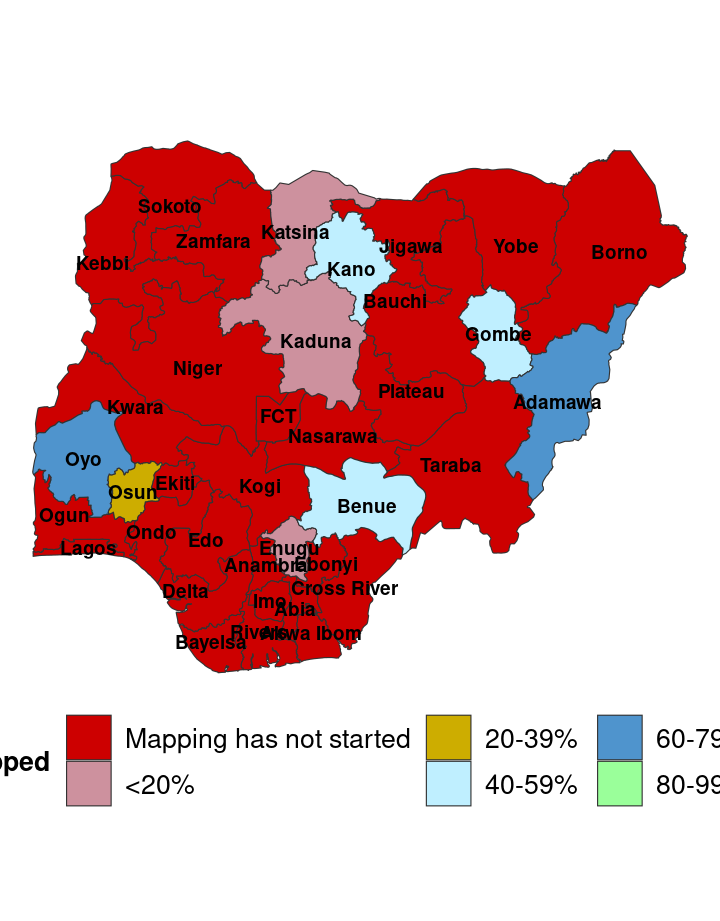 Sokoto
Katsina
Zamfara
Jigawa
Yobe
Borno
Kebbi
Kano
Bauchi
Gombe
Kaduna
Niger
Plateau
Adamawa
Kwara
FCT
Nasarawa
Oyo
Taraba
Osun
Ekiti
Kogi
Benue
Ogun
Ondo
Edo
Lagos
Enugu
Anambra
Ebonyi
Delta
Cross River
Imo
Abia
Bayelsa
Rivers
Akwa Ibom
pped
Mapping has not started
20-39%
60-79
<20%
40-59%
80-99